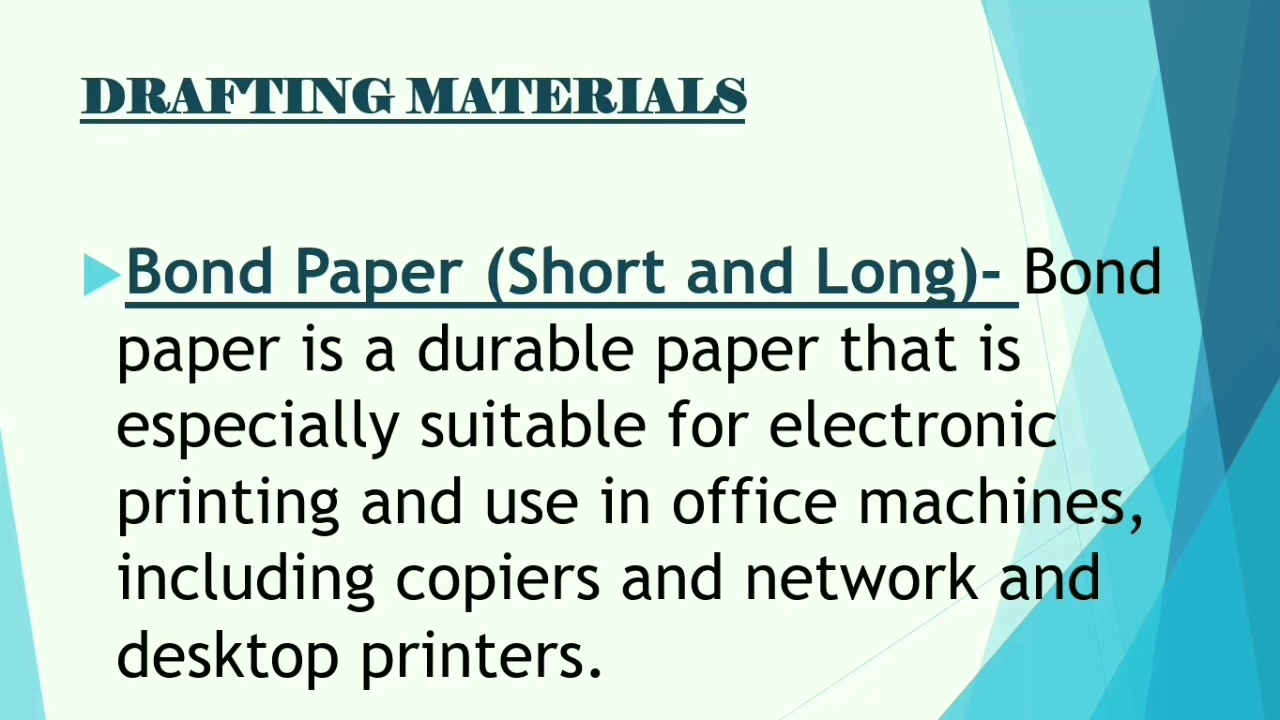 DRAFTING MATERIALS
Bond Paper (Short and Long)- Bond
paper is a durable paper that is
especially suitable for electronic
printing and use in office machines,
including copiers and network and
desktop printers.